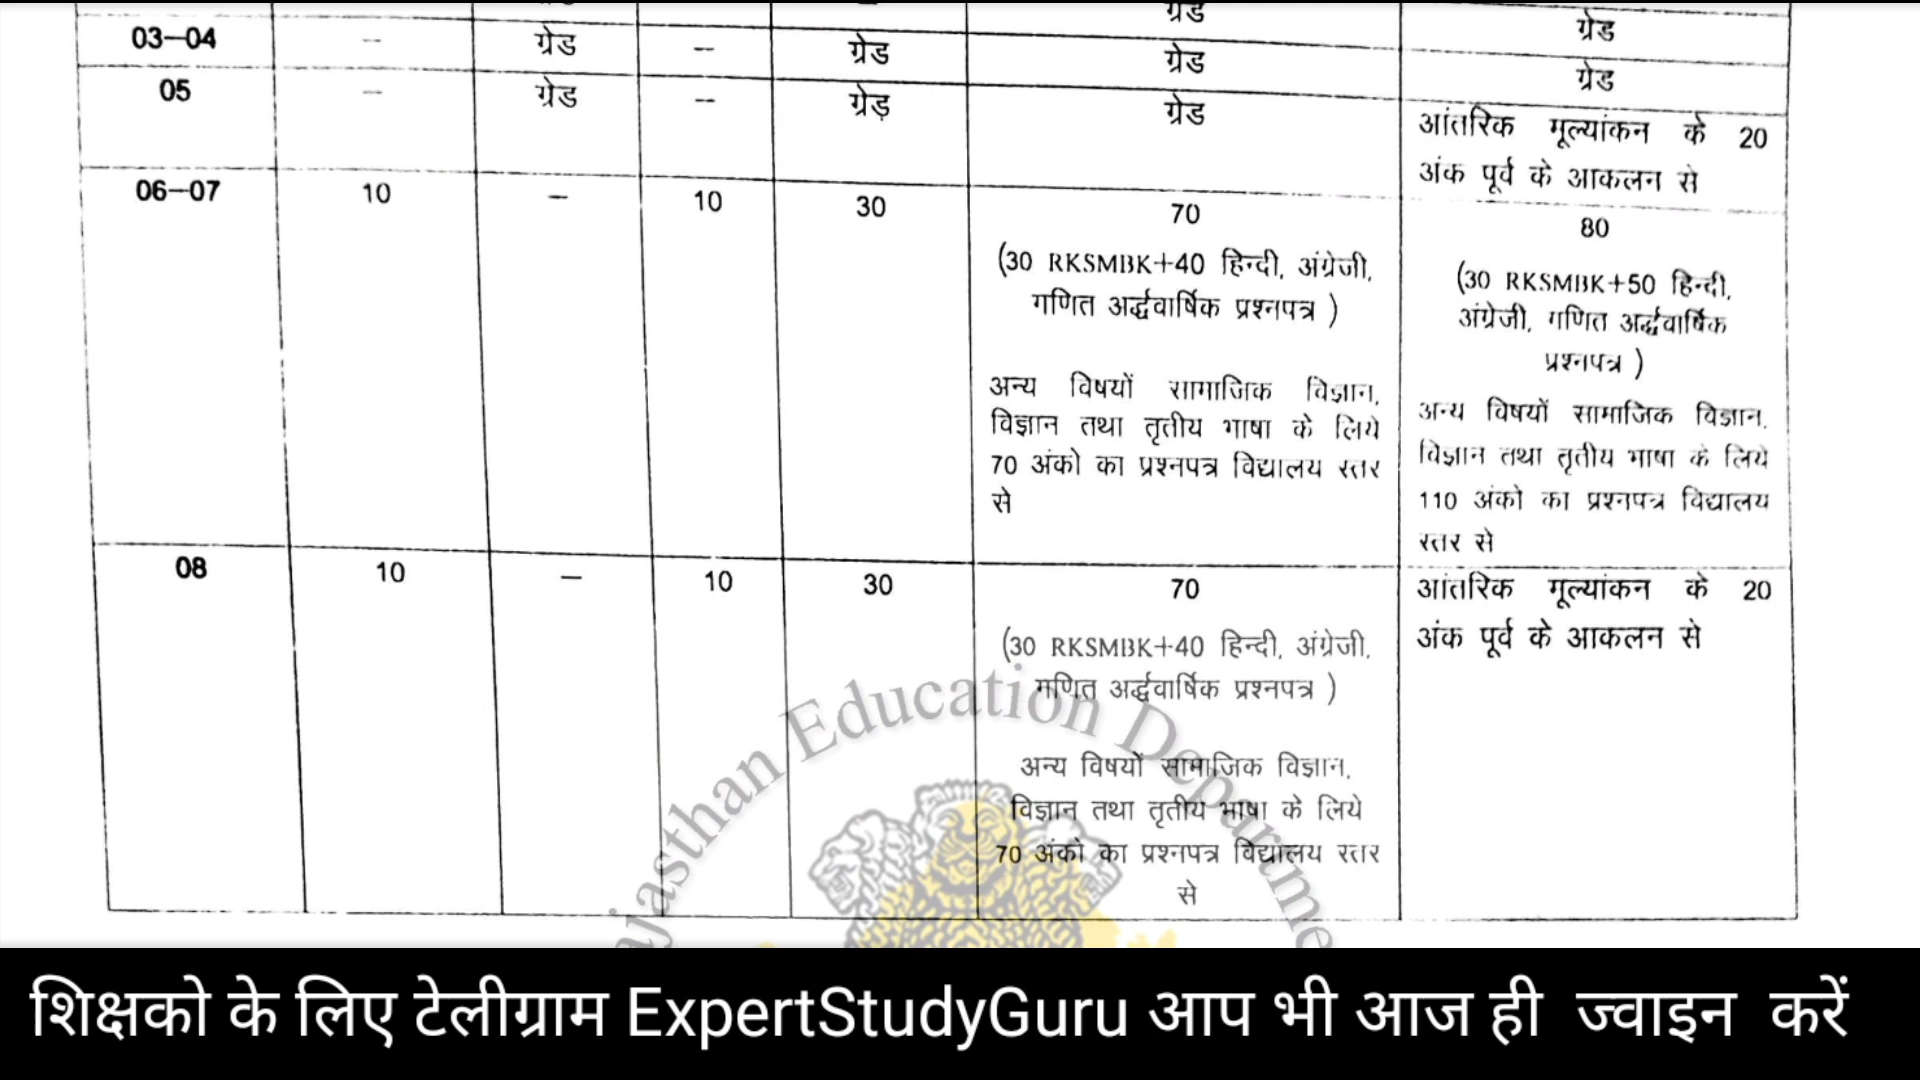 ग्रेड
03–04 -- ग्रेड -- ग्रेड ग्रेड ग्रेड
05 -- ग्रेड -- ग्रेड़ ग्रेड ग्रेड
आंतरिक मूल्यांकन के 20
अंक पूर्व के आकलन से
06–07 10 – 10 30 70 80
(30 RKSMBK+40 हिन्दी, अंग्रेजी,
गणित अर्द्धवार्षिक प्रश्नपत्र )
अन्य विषयों सामाजिक विज्ञान,
विज्ञान तथा तृतीय भाषा के लिये
70 अंको का प्रश्नपत्र विद्यालय स्तर
से
(30 RKSMBK+50 हिन्दी,
अंग्रेजी, गणित अर्द्धवार्षिक
प्रश्नपत्र )
अन्य विषयों सामाजिक विज्ञान,
विज्ञान तथा तृतीय भाषा के लिये
110 अंको का प्रश्नपत्र विद्यालय
स्तर से
08 10 – 10 30 70
(30 RKSMBK+40 हिन्दी, अंग्रेजी,
गणित अर्द्धवार्षिक प्रश्नपत्र )
अन्य विषयों सामाजिक विज्ञान,
विज्ञान तथा तृतीय भाषा के लिये
70 अंको का प्रश्नपत्र विद्यालय स्तर
से
आंतरिक मूल्यांकन के 20
अंक पूर्व के आकलन से
ajasthan Education Departme
शिक्षको के लिए टेलीग्राम ExpertStudyGuru आप भी आज ही ज्वाइन करें